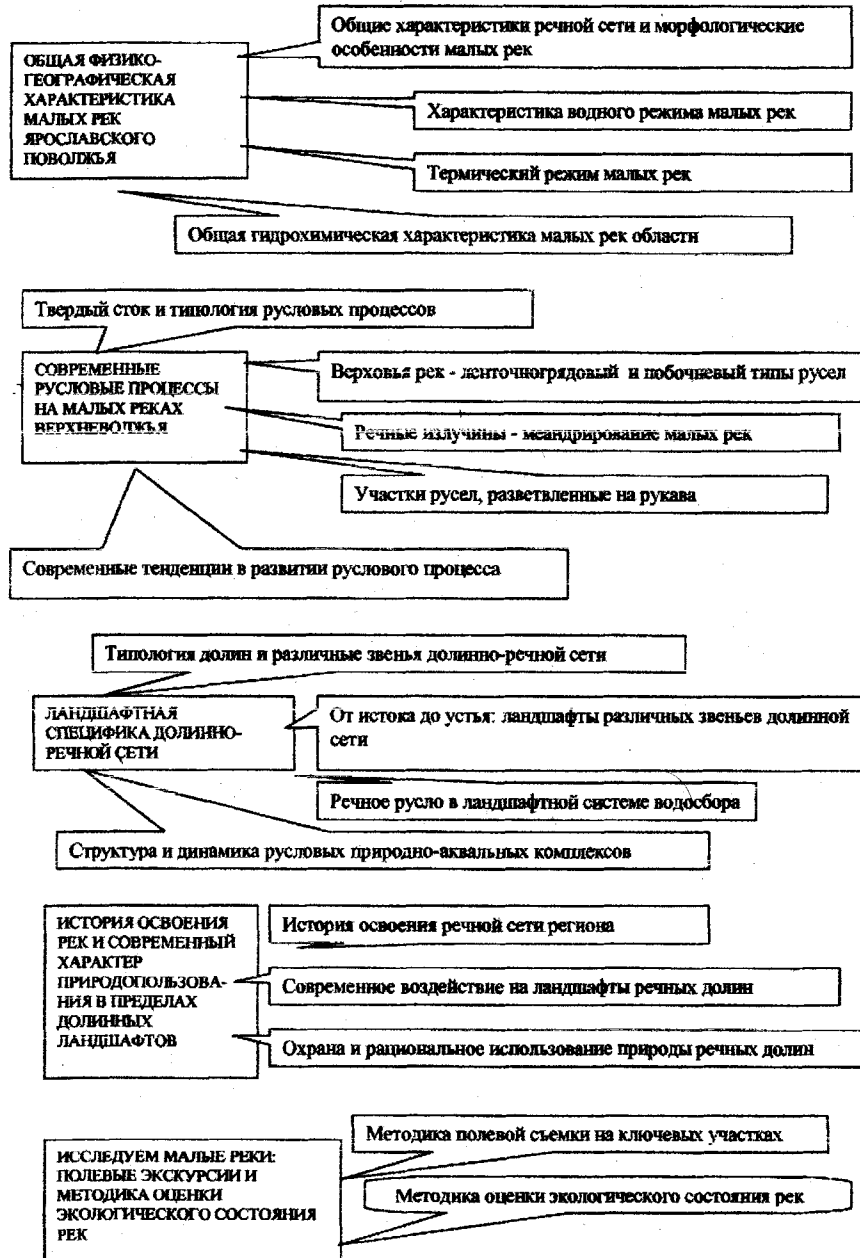 Общие характеристики речной сети и морфологические
особенности малых рек
ОБЩАЯ ФИЗИКО-
ГЕОГРАФИЧЕСКАЯ
ХАРАКТЕРИСТИКА
МАЛЫХ РЕК
ЯРОСЛАВСКОГО
ПОВОЛЖЬЯ
Характеристика водного режима малых рек
Термический режим малых рек
Общая гидрохимическая характеристика малых рек области
Твердый сток и типология русловых процессов
СОВРЕМЕННЫЕ
РУСЛОВЫЕ ПРОЦЕССЫ
НА МАЛЫХ РЕКАХ
ВЕРХНЕВОЛЖЬЯ
Верховья рек - ленточногрядовый и побочневый типы русел
Речные излучины - меандрирование малых рек
Участки русел, разветвленные на рукава
Современные тенденции в развитии руслового процесса
Типология долин и различные звенья долинно-речной сети
ЛАНДШАФТНАЯ
СПЕЦИФИКА ДОЛИННО-
РЕЧНОЙ СЕТИ
От истока до устья: ландшафты различных звеньев долинной
сети
Речное русло в ландшафтной системе водосбора
Структура и динамика русловых природно-аквальных комплексов
ИСТОРИЯ ОСВОЕНИЯ
РЕК И СОВРЕМЕННЫЙ
ХАРАКТЕР
ПРИРОДОПОЛЬЗОВА-
НИЯ В ПРЕДЕЛАХ
ДОЛИННЫХ
ЛАНДШАФТОВ
История освоения речной сети региона
Современное воздействие на ландшафты речных долин
Охрана и рациональное использование природы речных долин
ИССЛЕДУЕМ МАЛЫЕ РЕКИ:
ПОЛЕВЫЕ ЭКСКУРСИИ И
МЕТОДИКА ОЦЕНКИ
ЭКОЛОГИЧЕСКОГО СОСТОЯНИЯ
РЕК
Методика полевой съемки на ключевых участках
Методика оценки экологического состояния рек